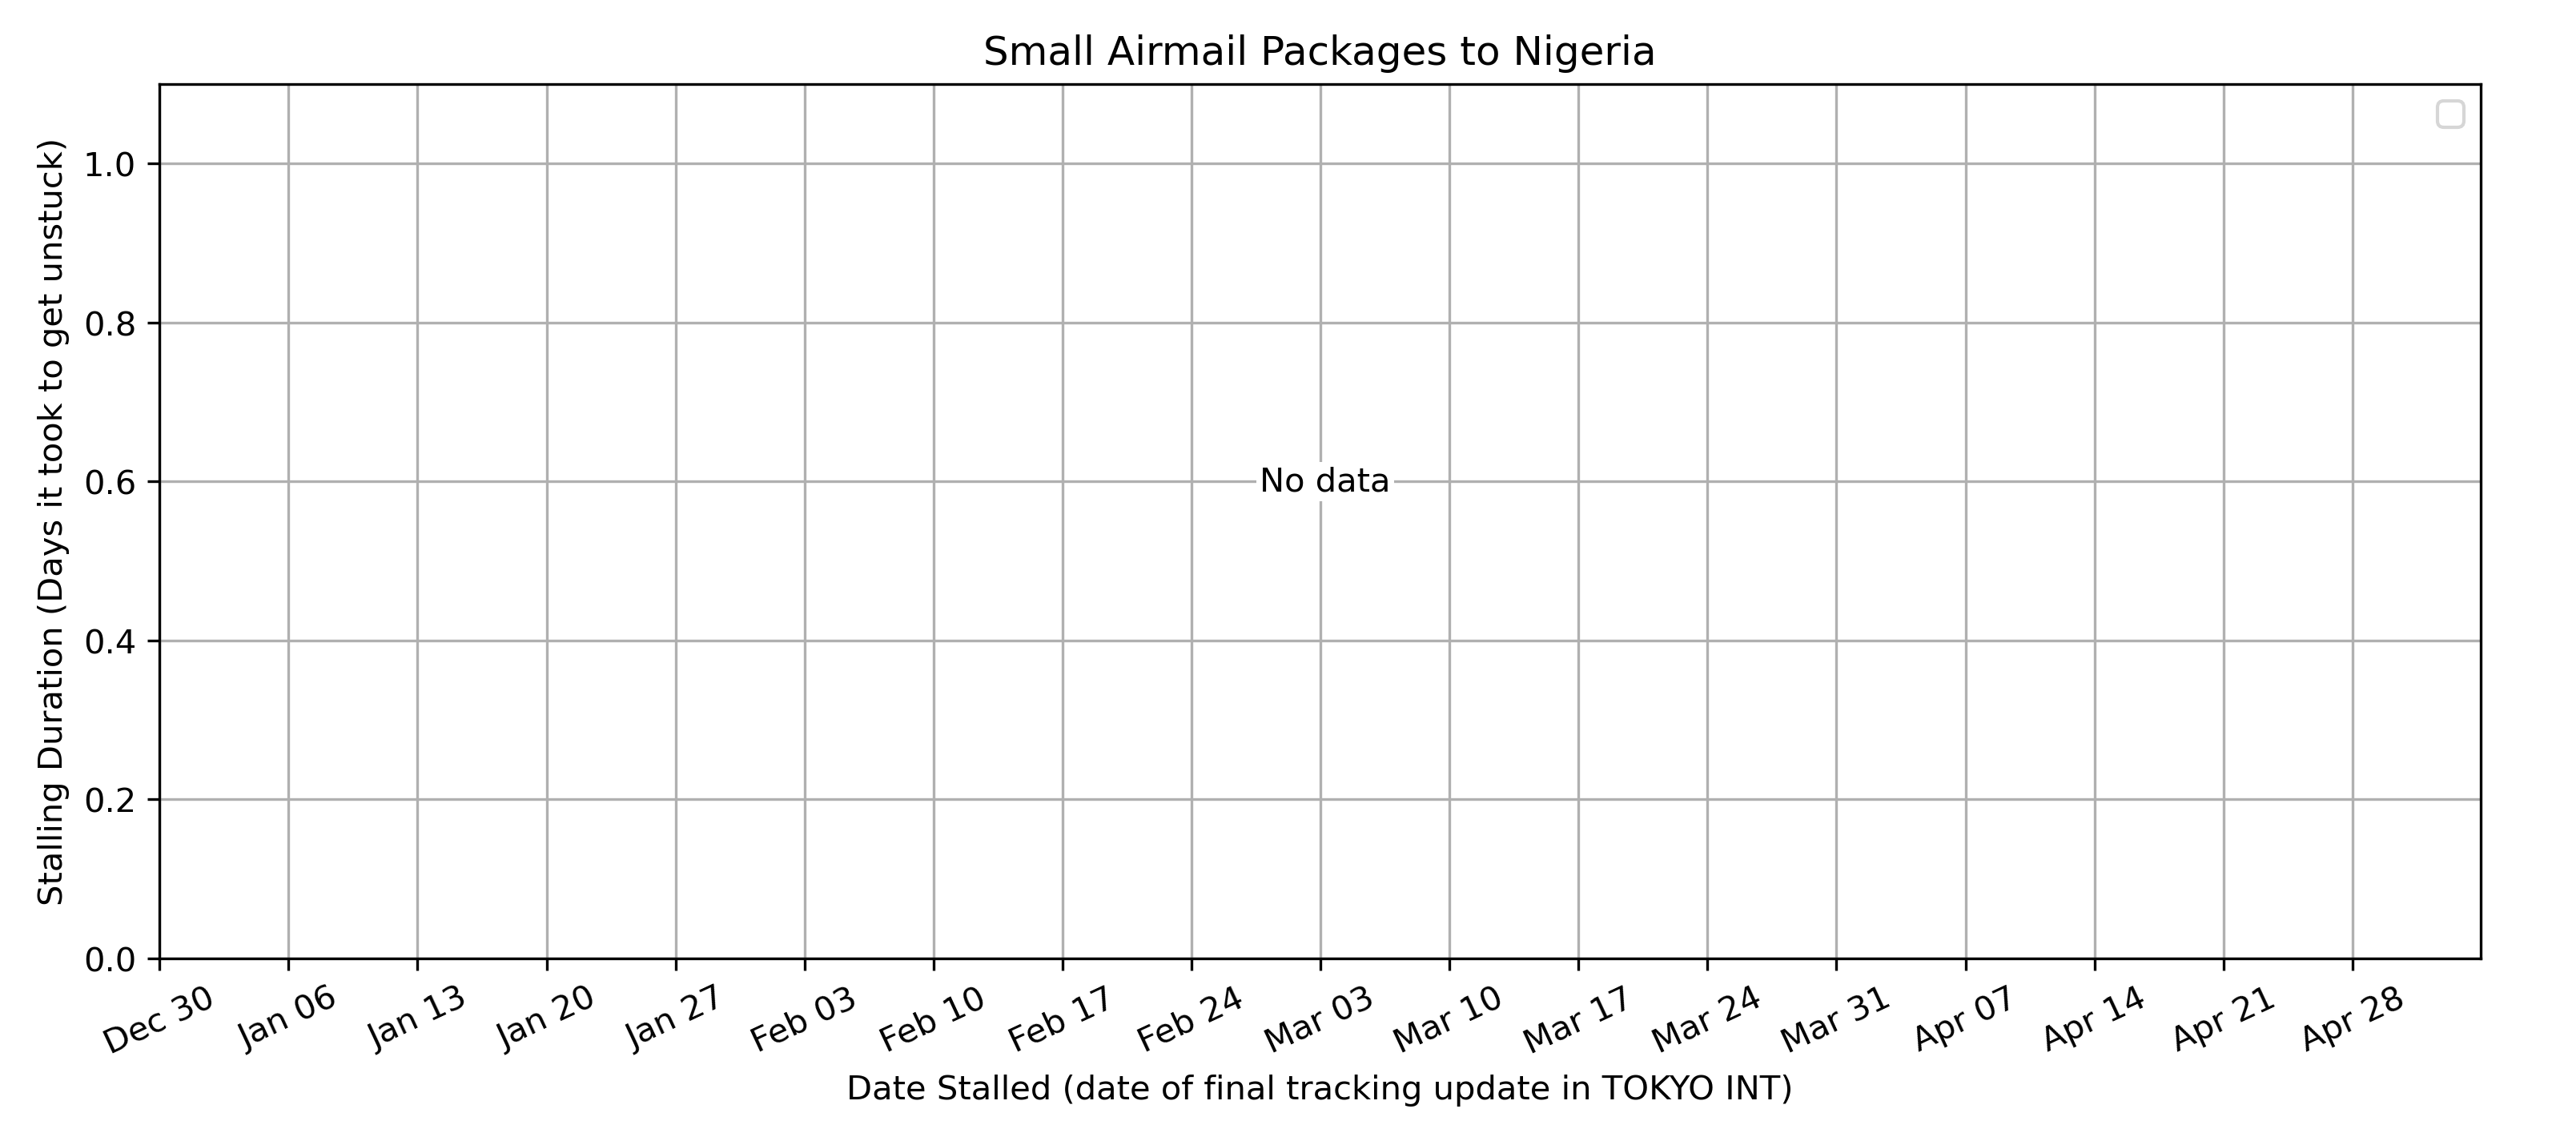 Small Airmail Packages to Nigeria
Stalling Duration (Days it took to get unstuck)
1.0
0.8
0.6
0.4
0.2
0.0
No data
Dec 30
Jan 06
Jan 13
Jan 20
Jan 27
Feb 03
Feb 10
Feb 17
Feb 24
Mar 03
Mar 10
Mar 17
Mar 24
Mar 31
Apr 07
Apr 14
Apr 21
Apr 28
Date Stalled (date of final tracking update in TOKYO INT)